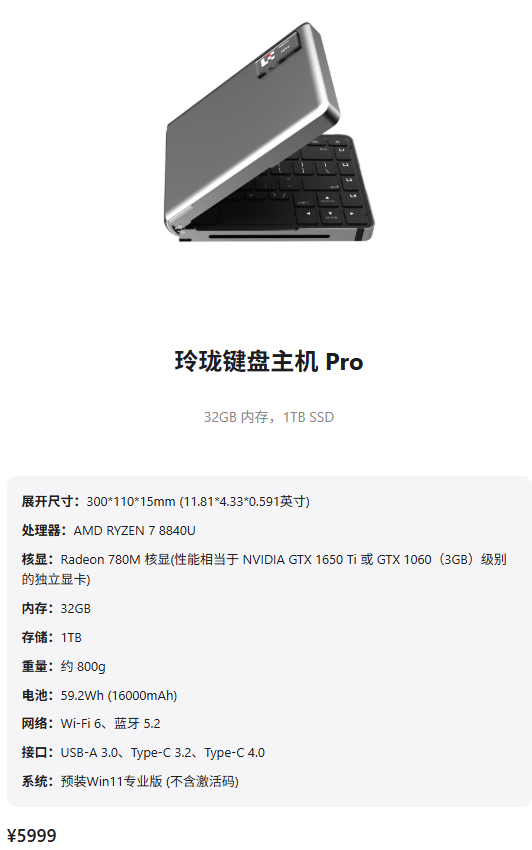 玲珑键盘主机 Pro
32GB 内存，1TB SSD
展开尺寸：300*110*15mm (11.81*4.33*0.591英寸)
处理器：AMD RYZEN 7 8840U
核显：Radeon 780M 核显(性能相当于 NVIDIA GTX 1650 Ti 或 GTX 1060（3GB）级别
的独立显卡)
内存：32GB
存储：1TB
重量：约 800g
电池：59.2Wh (16000mAh)
网络：Wi-Fi 6、蓝牙 5.2
接口：USB-A 3.0、Type-C 3.2、Type-C 4.0
系统：预装Win11专业版 (不含激活码)
¥5999